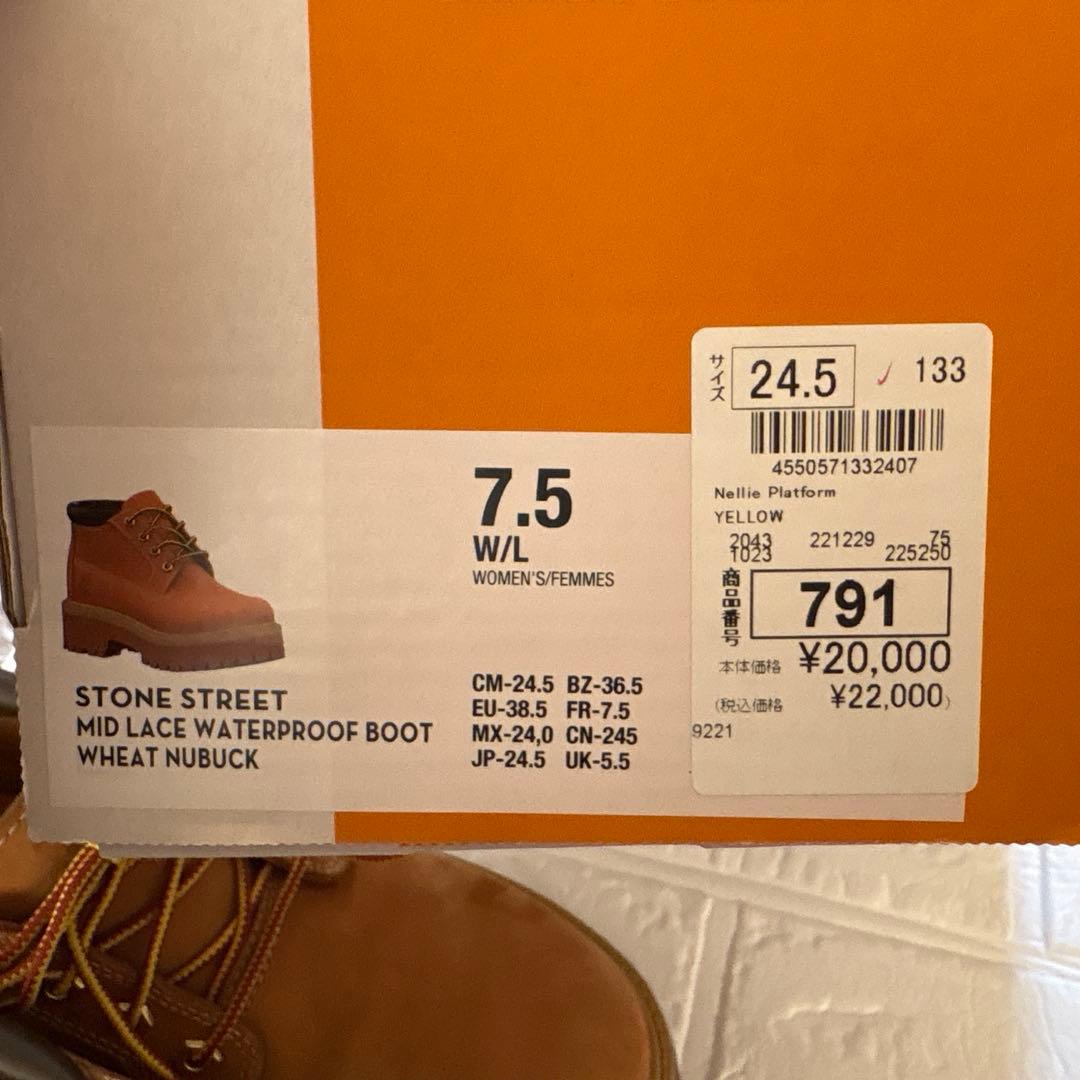 7.5
W/L
WOMEN'S/FEMMES
STONE STREET
MID LACE WATERPROOF BOOT
WHEAT NUBUCK
CM-24.5 BZ-36.5
EU-38.5 FR-7.5
MX-24,0 CN-245
JP-24.5 UK-5.5
サイズ 24.5 133
4550571332407
Nellie Platform
YELLOW
2043 221229 75
1023 225250
商品番号 791
本体価格 ¥20,000
(税込価格 ¥22,000)
9221